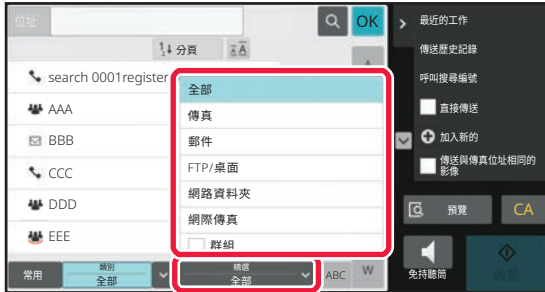 位址
OK
1↓ 分頁
search 0001register
AAA
BBB
CCC
DDD
EEE
全部
傳真
郵件
FTP/桌面
網路資料夾
網際傳真
群組
常用
類別
全部
精選
全部
ABC
W
最近的工作
傳送歷史記錄
呼叫搜尋編號
直接傳送
加入新的
傳送與傳真位址相同的
影像
預覽
CA
免持聽筒
啟動